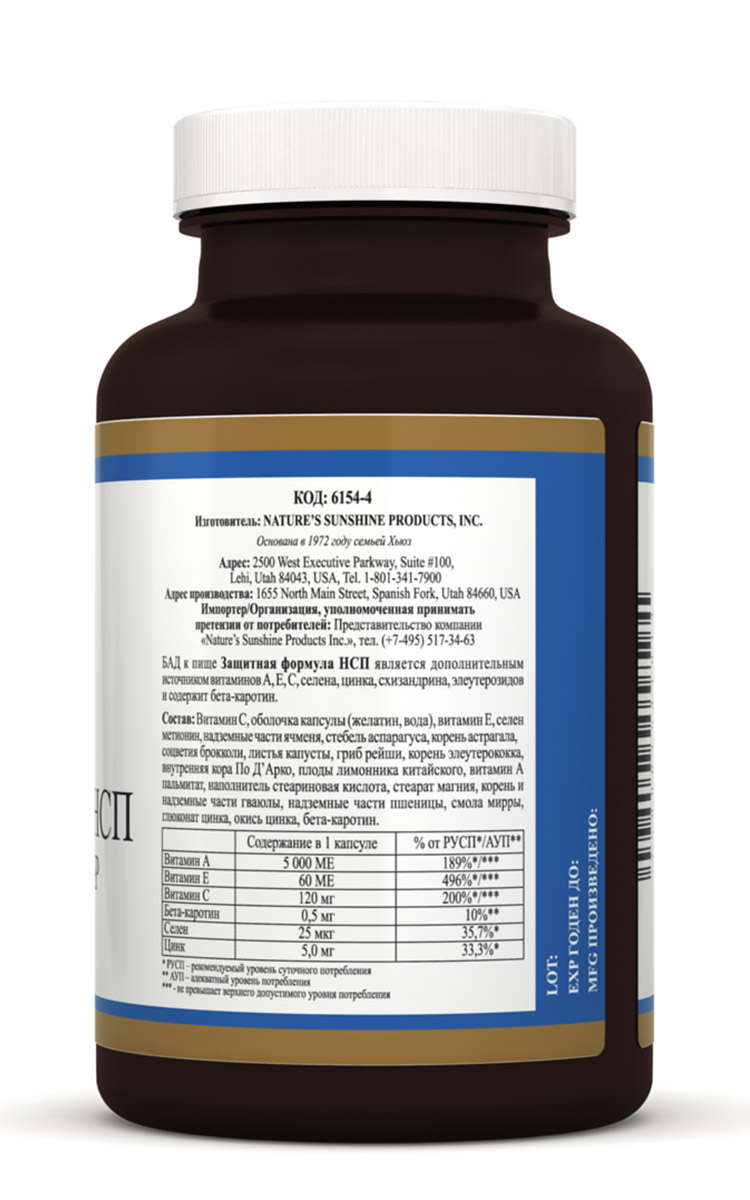 КОД: 6154-4
Изготовитель: NATURE'S SUNSHINE PRODUCTS, INC.
Основана в 1972 году семьей Хьюз
Адрес: 2500 West Executive Parkway, Suite #100,
Lehi, Utah 84043, USA, Tel. 1-801-341-7900
Адрес производства: 1655 North Main Street, Spanish Fork, Utah 84660, USA
Импортер/Организация, уполномоченная принимать
претензии от потребителей: Представительство компании
«Nature's Sunshine Products Inc.», тел. (+7-495) 517-34-63
БАД к пище Защитная формула НСП является дополнительным
источником витаминов А, Е, С, селена, цинка, схизандрина, элеутерозидов
и содержит бета-каротин.
Состав: Витамин С, оболочка капсулы (желатин, вода), витамин Е, селен
метионин, надземные части ячменя, стебель аспарагуса, корень астрагала,
соцветия брокколи, листья капусты, гриб рейши, корень элеутерококка,
внутренняя кора По Д'Арко, плоды лимонника китайского, витамин А
пальмитат, наполнитель стеариновая кислота, стеарат магния, корень и
надземные части гваюлы, надземные части пшеницы, смола мирры,
глюконат цинка, окись цинка, бета-каротин.
Содержание в 1 капсуле % от РУСП*/АУП**
Витамин А 5 000 МЕ 189%*/***
Витамин Е 60 МЕ 496%*/***
Витамин С 120 мг 200%*/***
Бета-каротин 0,5 мг 10%**
Селен 25 мкг 35,7%*
Цинк 5,0 мг 33,3%*
* РУСП – рекомендуемый уровень суточного потребления
** АУП – адекватный уровень потребления
*** - не превышает верхнего допустимого уровня потребления
НСП
Р
LOT:
EXP ГОДЕН ДО:
MFG ПРОИЗВЕДЕНО: